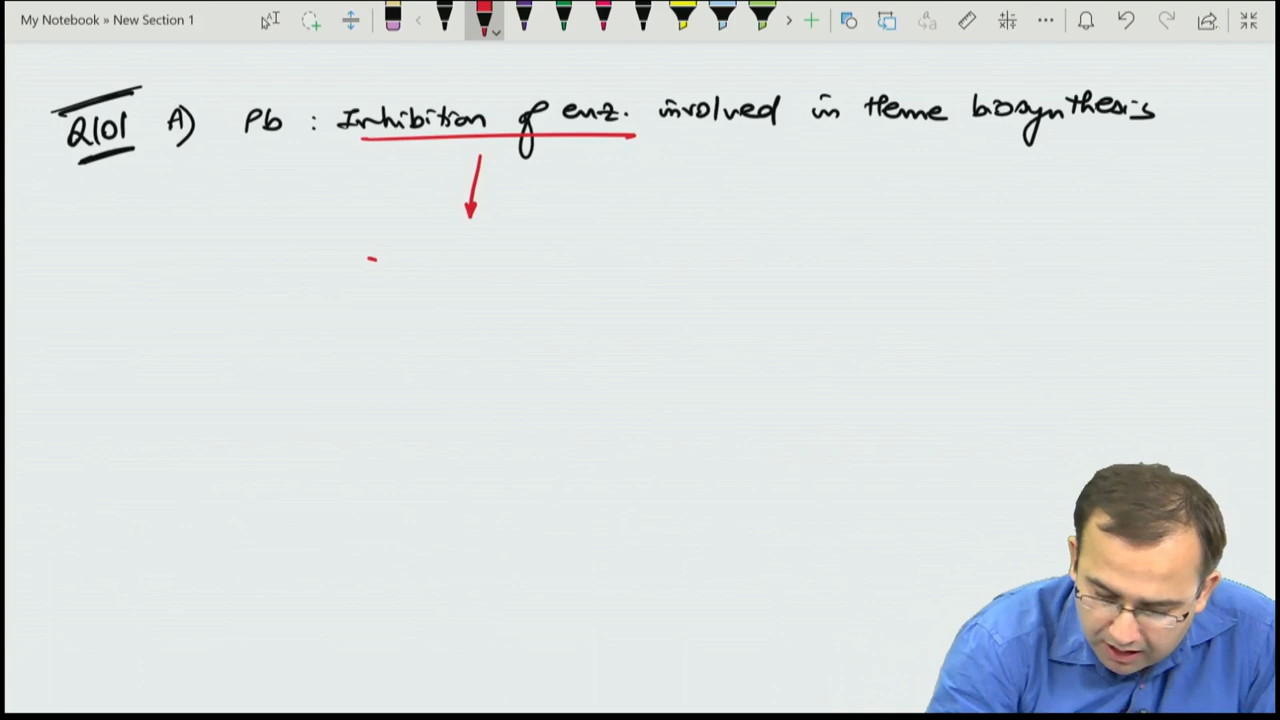 My Notebook » New Section 1
Q101 A) Pb : Inhibition of enz. involved in Heme biosynthesis